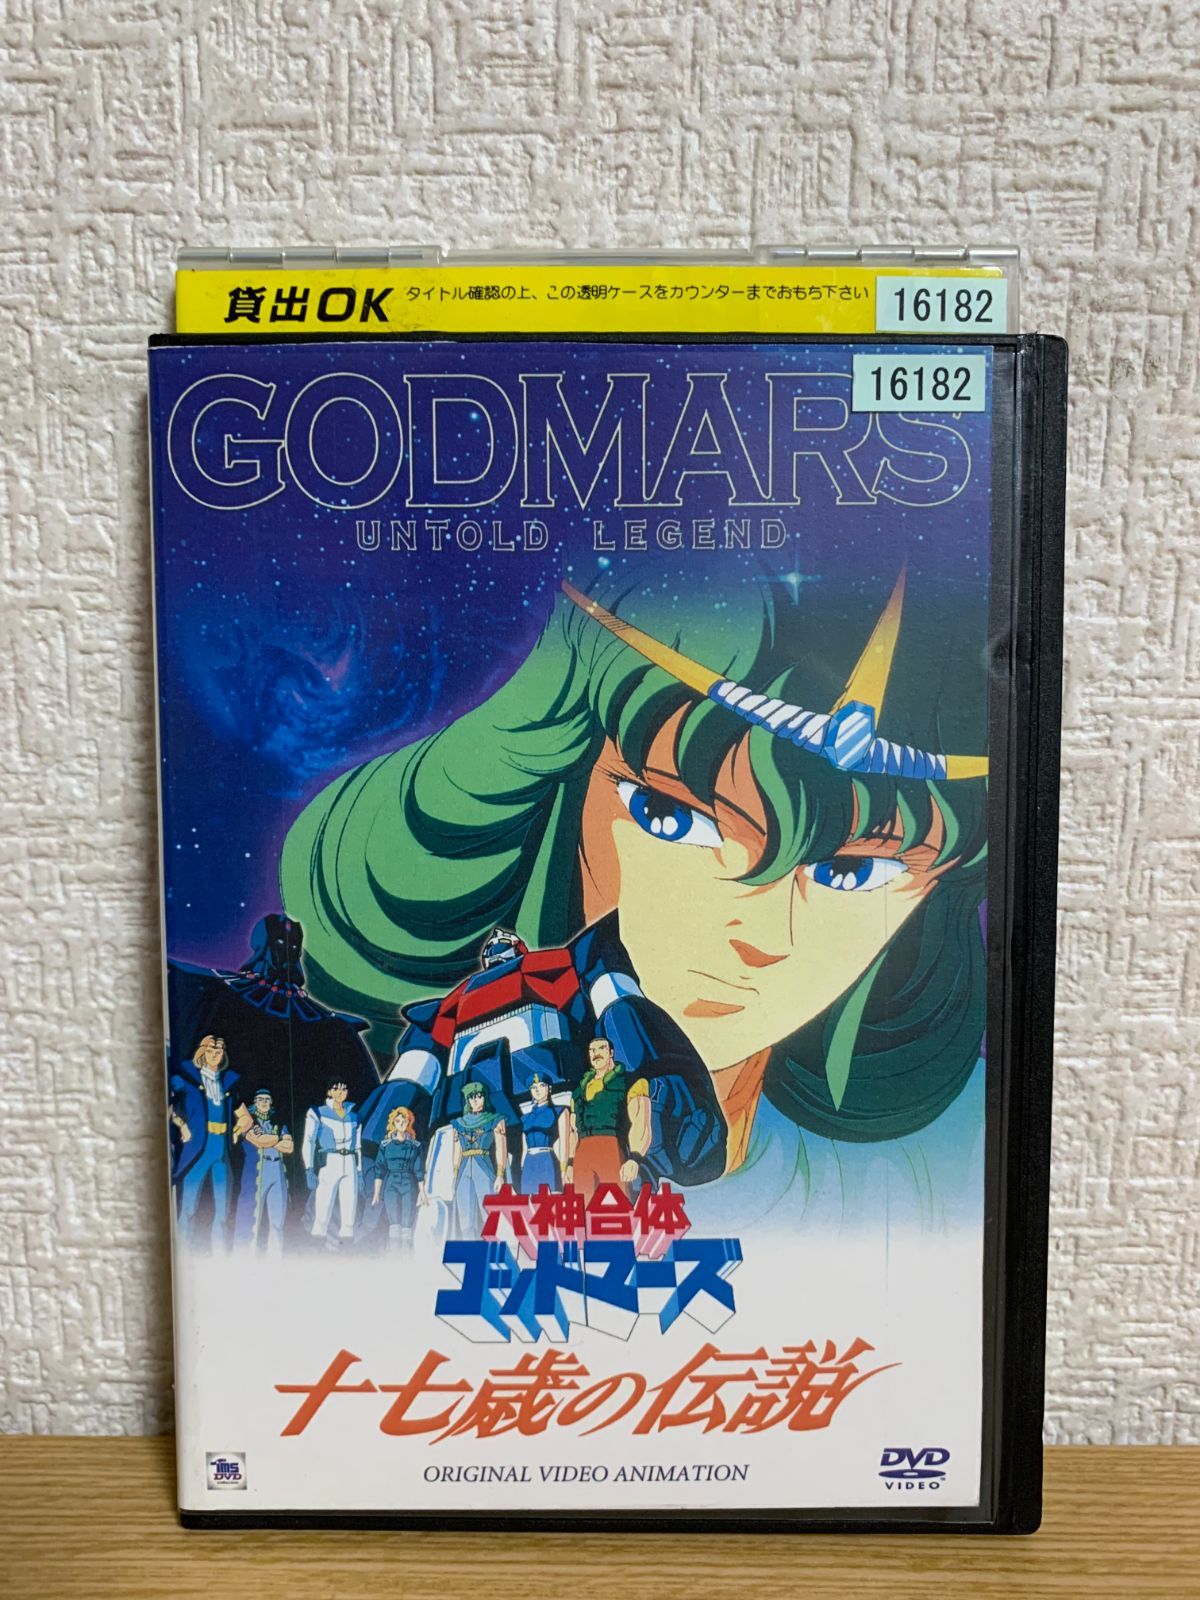 貸出OK タイトル確認の上、この透明ケースをカウンターまでおもち下さい 16182
16182
GODMARS
UNTOLD LEGEND
六神合体
ゴッドマーズ
十七歳の伝説
ORIGINAL VIDEO ANIMATION
tms
DVD
DVD
VIDEO